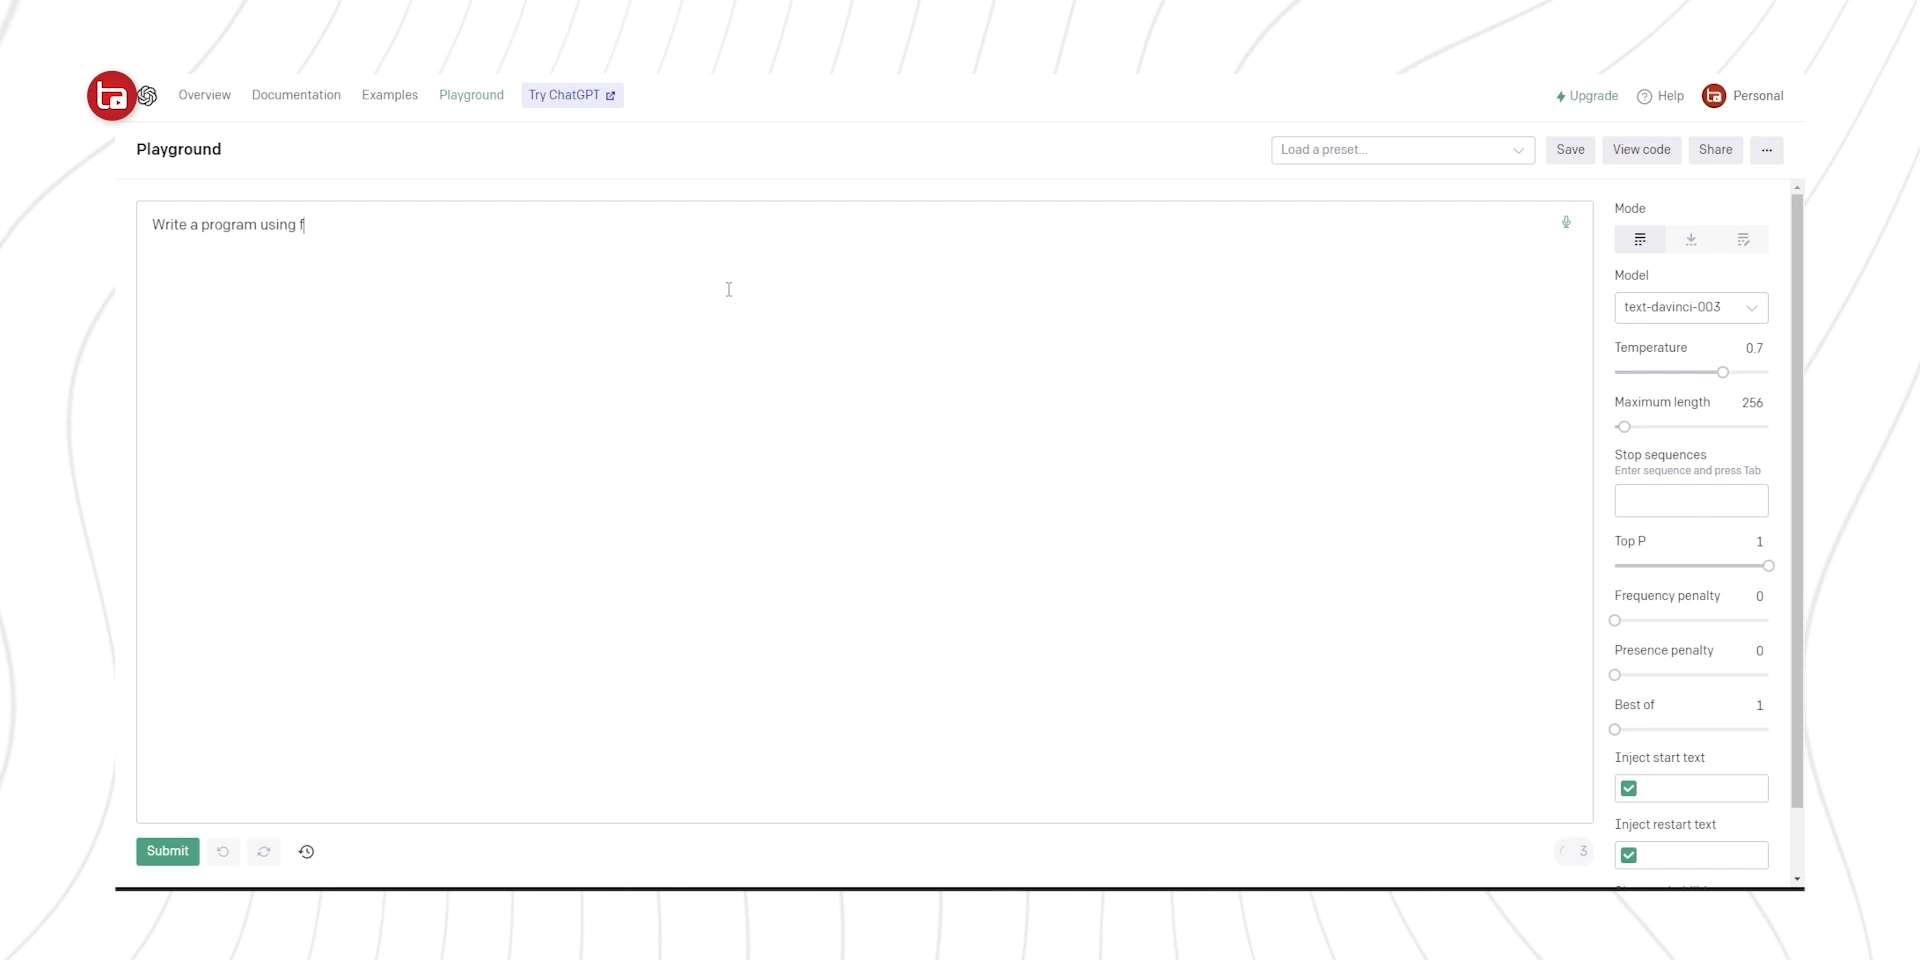 ta Overview Documentation Examples Playground Try ChatGPT Upgrade Help ta Personal
Playground Load a preset... Save View code Share ...
Write a program using f
Mode
Model
text-davinci-003
Temperature 0.7
Maximum length 256
Stop sequences
Enter sequence and press Tab
Top P 1
Frequency penalty 0
Presence penalty 0
Best of 1
Inject start text
Inject restart text
Submit 3